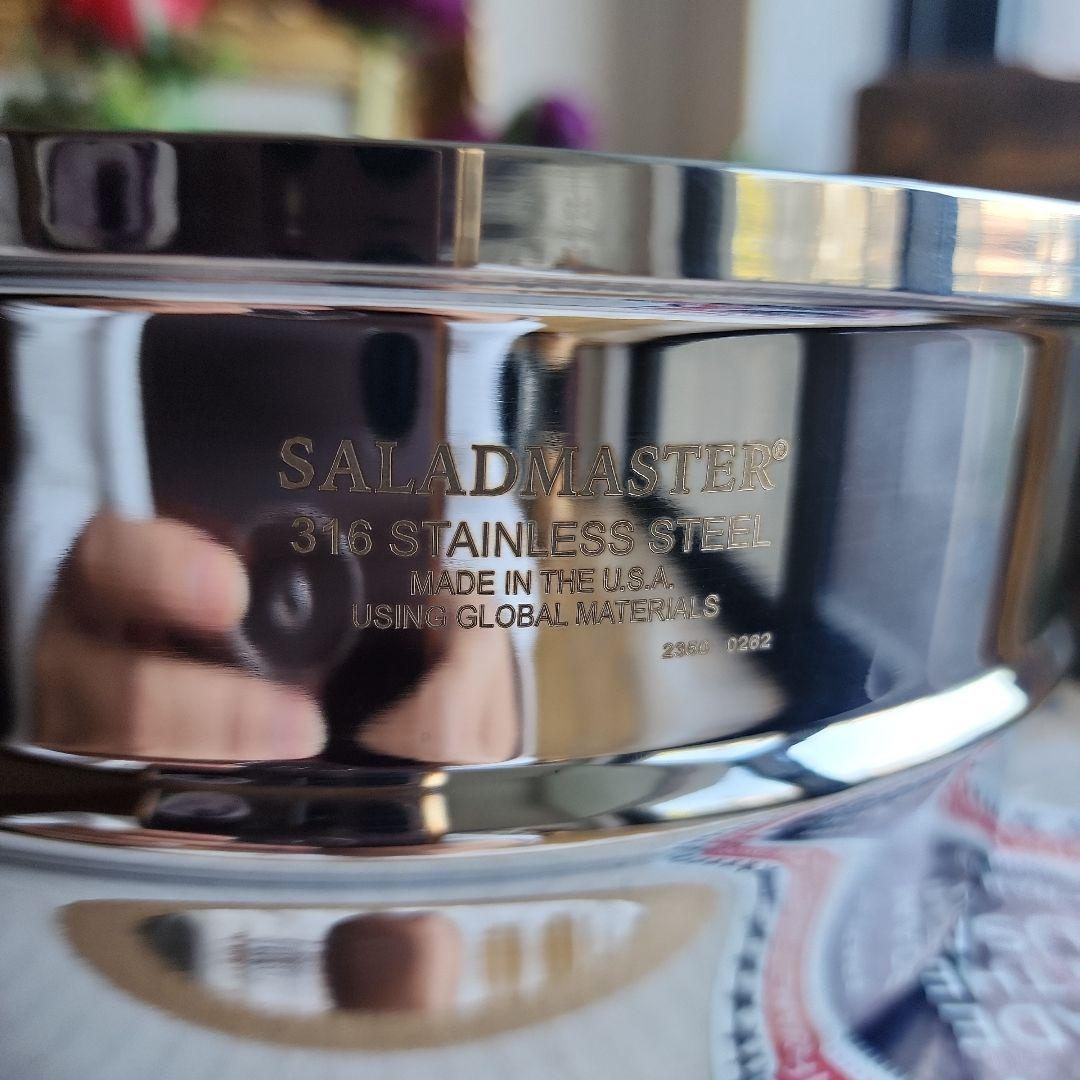 SALADMASTER®
316 STAINLESS STEEL
MADE IN THE U.S.A.
USING GLOBAL MATERIALS
2350 0262